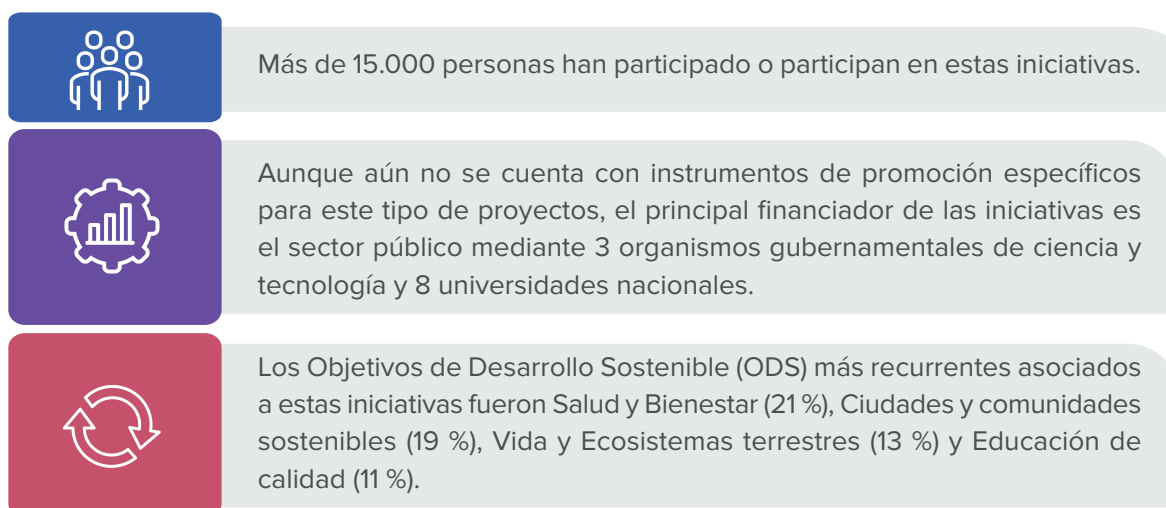 Más de 15.000 personas han participado o participan en estas iniciativas.
Aunque aún no se cuenta con instrumentos de promoción específicos
para este tipo de proyectos, el principal financiador de las iniciativas es
el sector público mediante 3 organismos gubernamentales de ciencia y
tecnología y 8 universidades nacionales.
Los Objetivos de Desarrollo Sostenible (ODS) más recurrentes asociados
a estas iniciativas fueron Salud y Bienestar (21 %), Ciudades y comunidades
sostenibles (19 %), Vida y Ecosistemas terrestres (13 %) y Educación de
calidad (11 %).